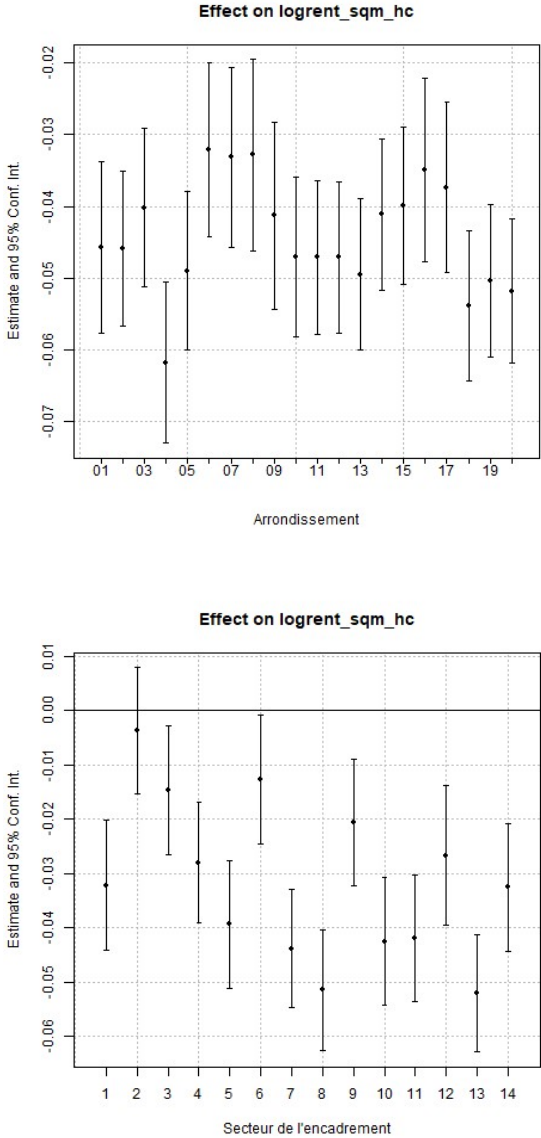 Effect on logrent_sqm_hc
Estimate and 95% Conf. Int.
-0.02
-0.03
-0.04
-0.05
-0.06
-0.07
01 03 05 07 09 11 13 15 17 19
Arrondissement
Effect on logrent_sqm_hc
Estimate and 95% Conf. Int.
0.01
0.00
-0.01
-0.02
-0.03
-0.04
-0.05
-0.06
1 2 3 4 5 6 7 8 9 10 11 12 13 14
Secteur de l'encadrement